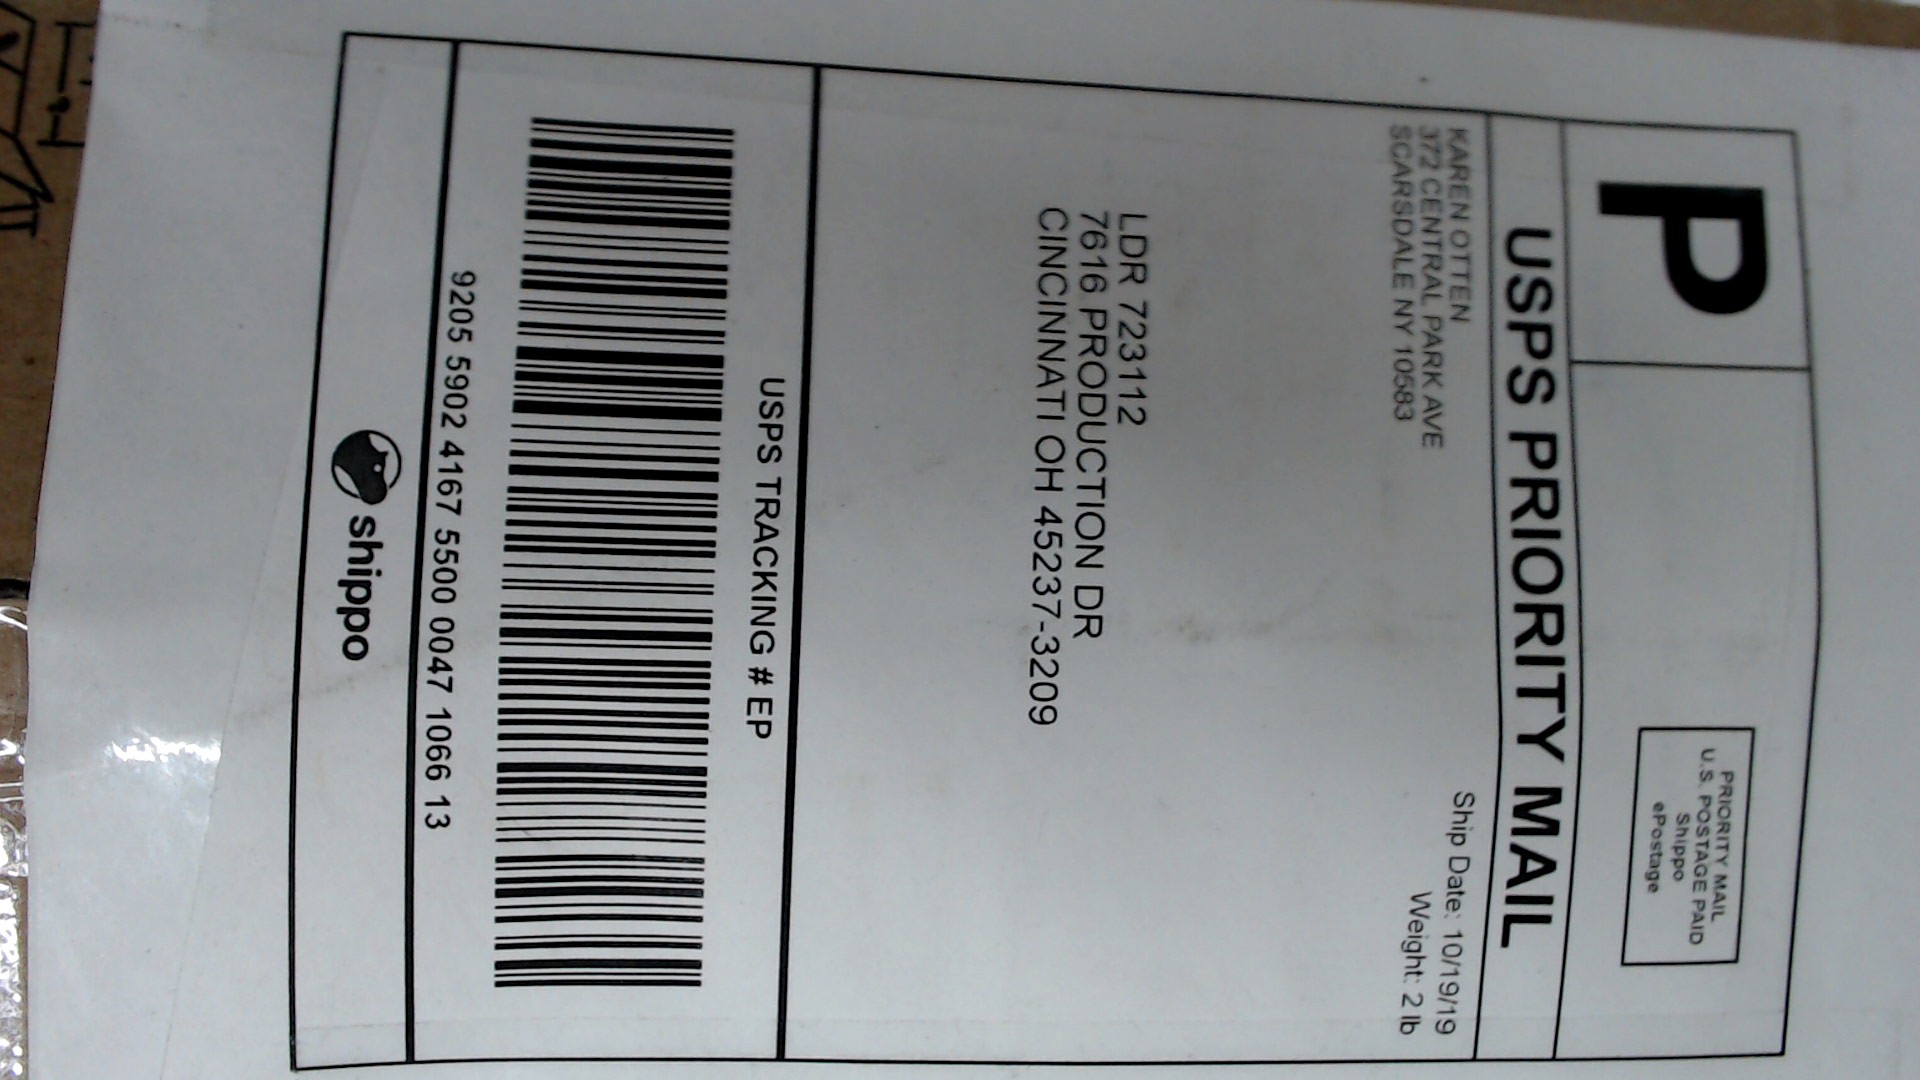 P
PRIORITY MAIL
U.S. POSTAGE PAID
Shippo
ePostage
USPS PRIORITY MAIL
KAREN OTTEN
372 CENTRAL PARK AVE
SCARSDALE NY 10583
Ship Date: 10/19/19
Weight: 2 lb
LDR 723112
7616 PRODUCTION DR
CINCINNATI OH 45237-3209
USPS TRACKING # EP
9205 5902 4167 5500 0047 1066 13
shippo